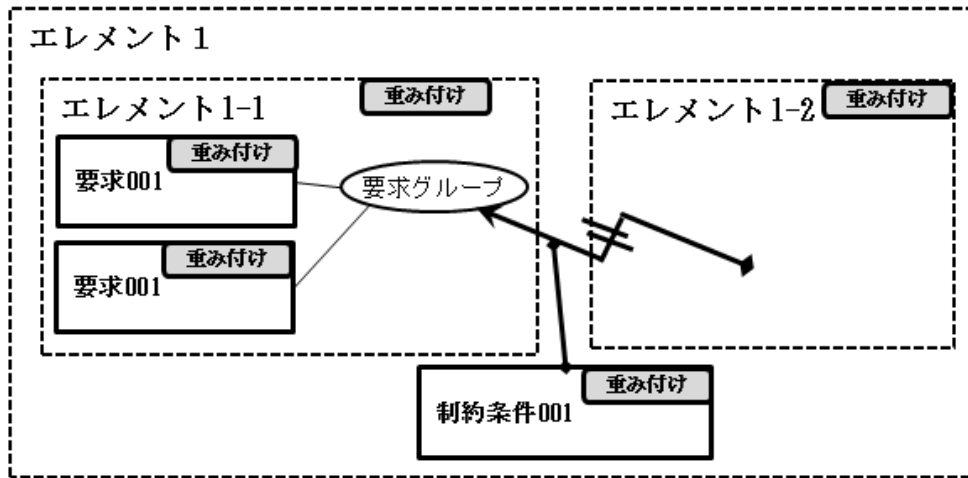 エレメント1
エレメント1-1
重み付け
エレメント1-2
重み付け
重み付け
要求001
要求グループ
重み付け
要求001
重み付け
制約条件001